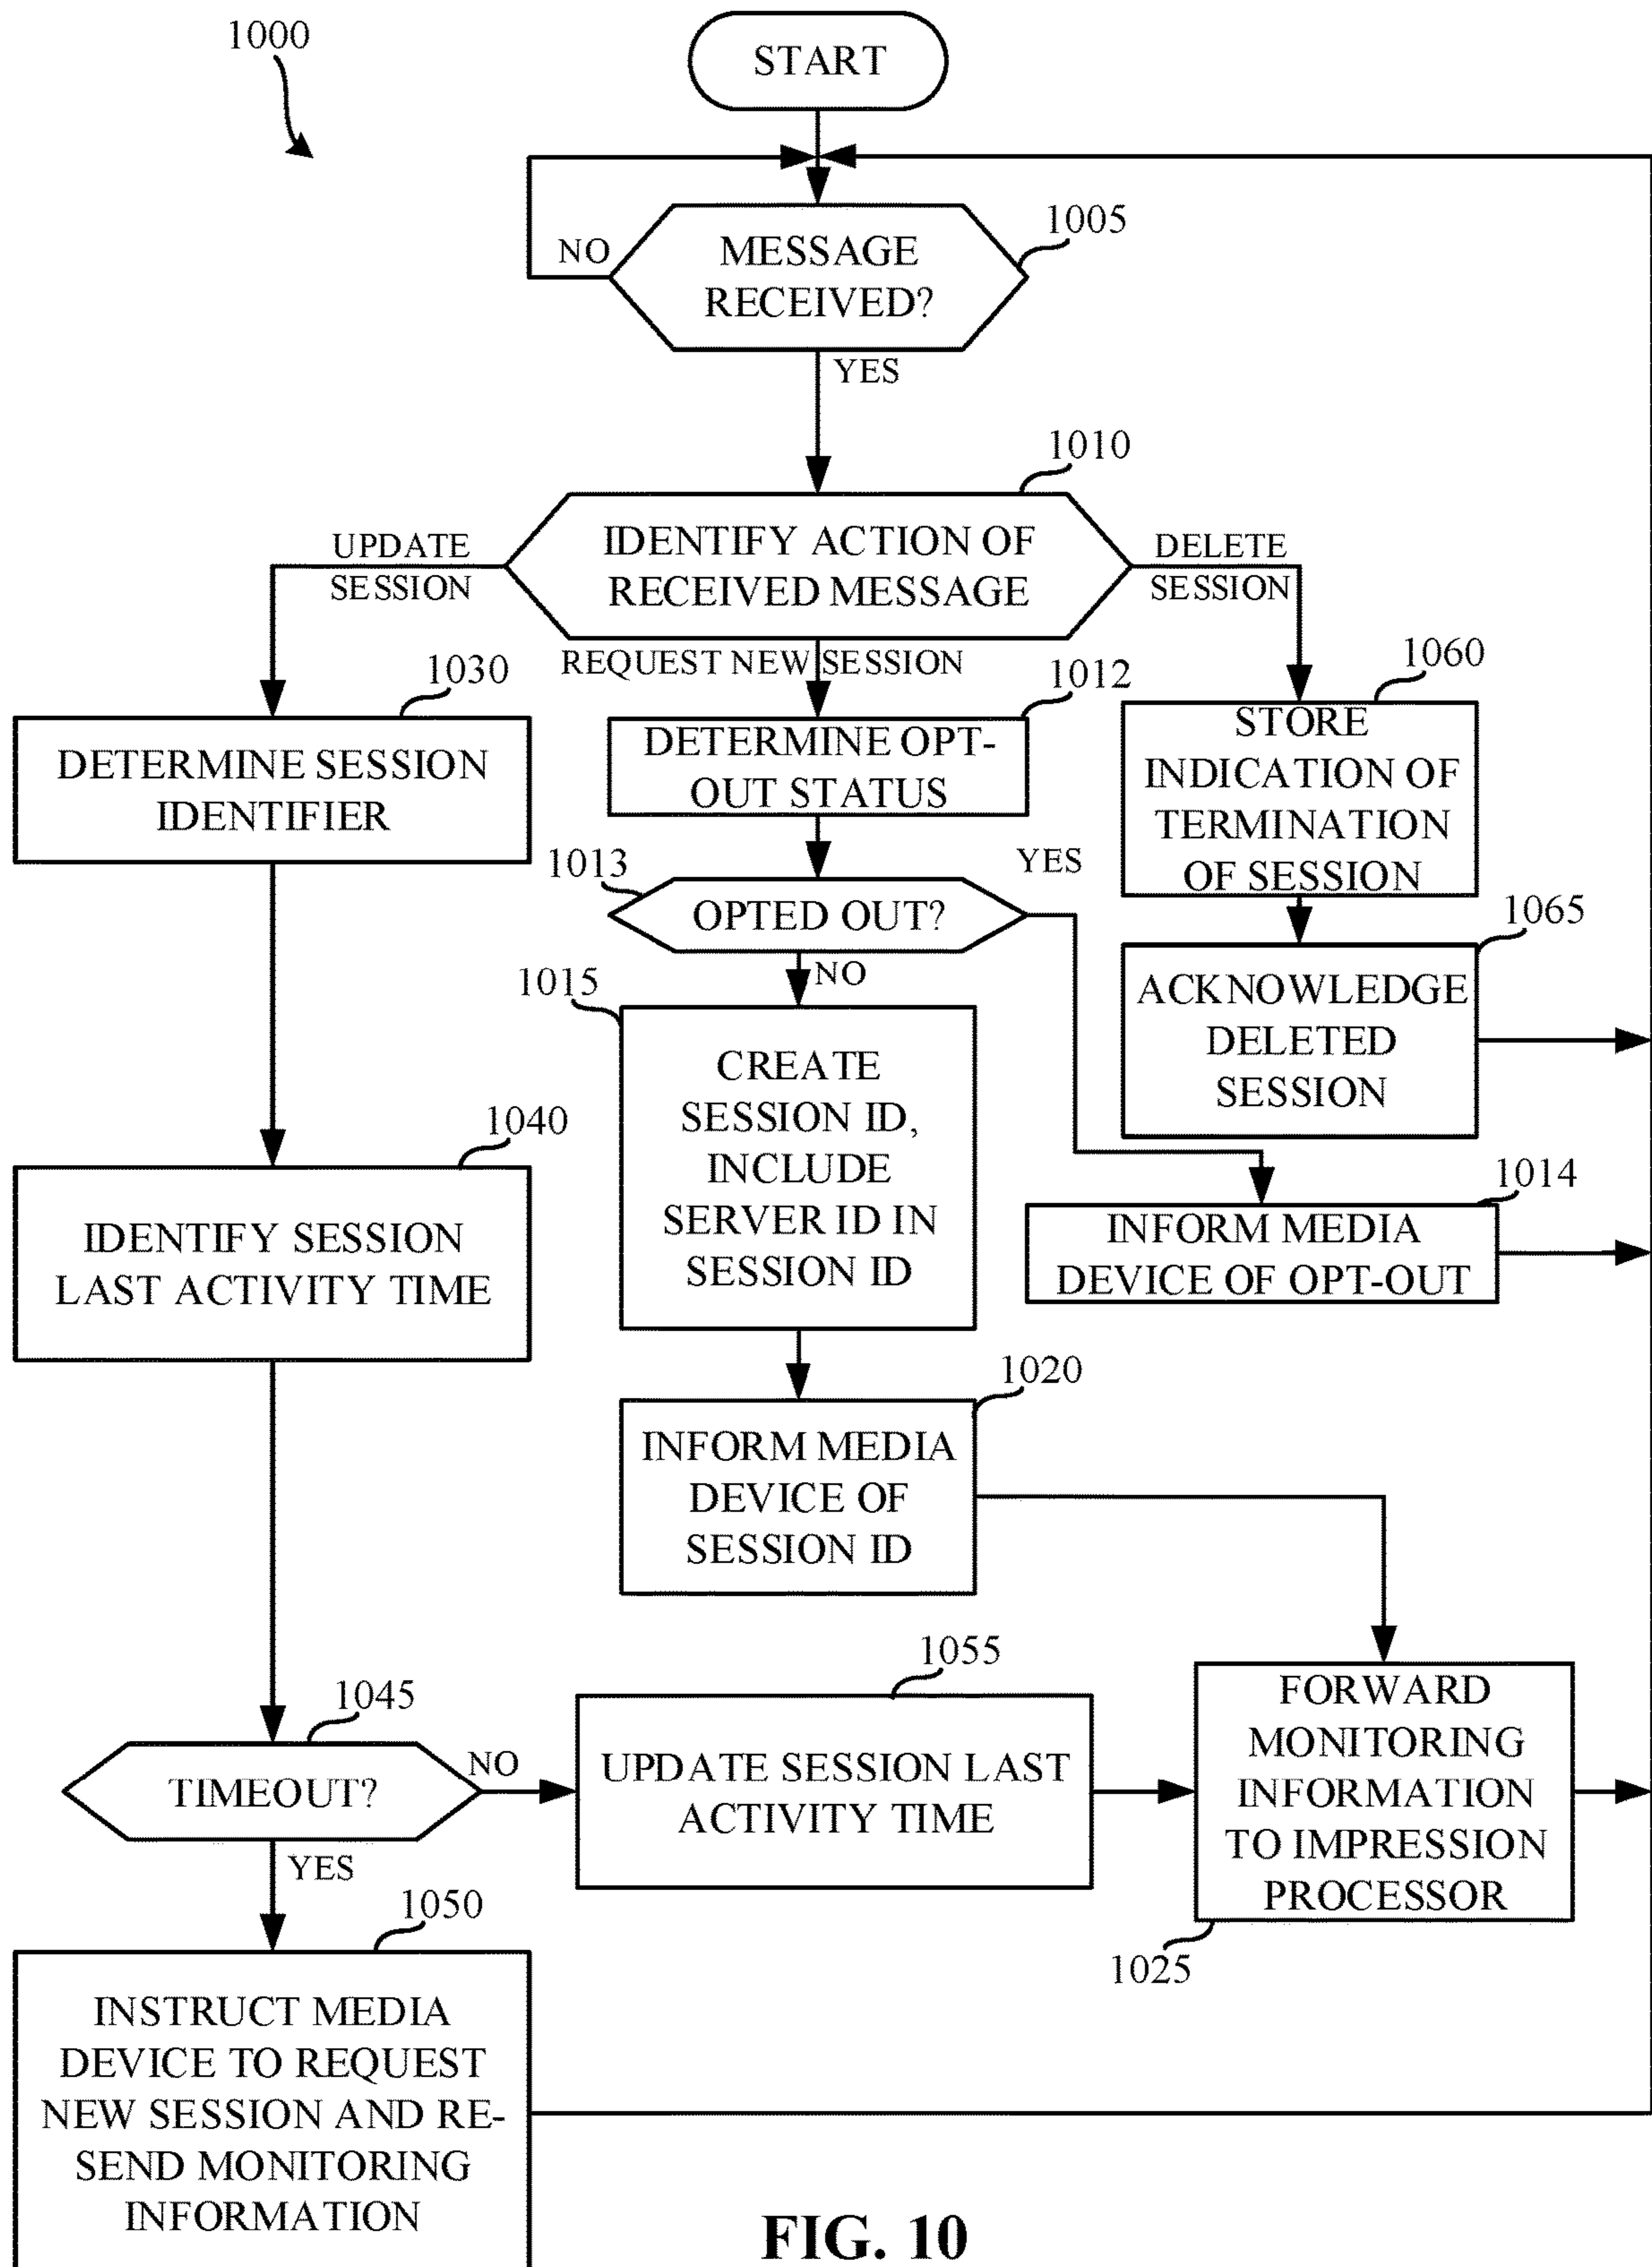 1000
START
1005
MESSAGE
RECEIVED?
NO
YES
1010
IDENTIFY ACTION OF
RECEIVED MESSAGE
UPDATE
SESSION
DELETE
SESSION
REQUEST NEW SESSION
1030
DETERMINE SESSION
IDENTIFIER
1012
DETERMINE OPT-
OUT STATUS
1060
STORE
INDICATION OF
TERMINATION
OF SESSION
1013
OPTED OUT?
YES
NO
1065
ACKNOWLEDGE
DELETED
SESSION
1015
CREATE
SESSION ID,
INCLUDE
SERVER ID IN
SESSION ID
1040
IDENTIFY SESSION
LAST ACTIVITY TIME
1014
INFORM MEDIA
DEVICE OF OPT-OUT
1020
INFORM MEDIA
DEVICE OF
SESSION ID
1045
TIMEOUT?
NO
YES
1055
UPDATE SESSION LAST
ACTIVITY TIME
FORWARD
MONITORING
INFORMATION
TO IMPRESSION
PROCESSOR
1025
1050
INSTRUCT MEDIA
DEVICE TO REQUEST
NEW SESSION AND RE-
SEND MONITORING
INFORMATION
FIG. 10